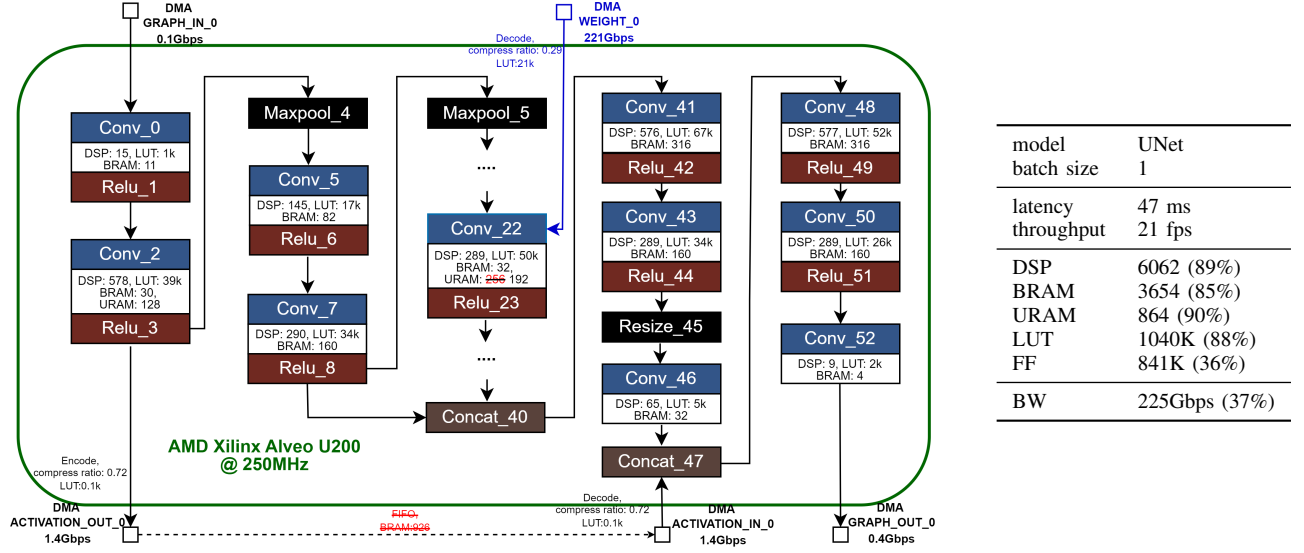 DMA
GRAPH_IN_0
0.1Gbps
Conv_0
DSP: 15, LUT: 1k
BRAM: 11
Relu_1
Conv_2
DSP: 578, LUT: 39k
BRAM: 30,
URAM: 128
Relu_3
Encode,
compress ratio: 0.72
LUT:0.1k
DMA
ACTIVATION_OUT_0
1.4Gbps
Maxpool_4
Conv_5
DSP: 145, LUT: 17k
BRAM: 82
Relu_6
Conv_7
DSP: 290, LUT: 34k
BRAM: 160
Relu_8
AMD Xilinx Alveo U200
@ 250MHz
FIFO,
BRAM:926
DMA
WEIGHT_0
221Gbps
Decode,
compress ratio: 0.29
LUT:21k
Maxpool_5
....
Conv_22
DSP: 289, LUT: 50k
BRAM: 32,
URAM: 256 192
Relu_23
....
Concat_40
Conv_41
DSP: 576, LUT: 67k
BRAM: 316
Relu_42
Conv_43
DSP: 289, LUT: 34k
BRAM: 160
Relu_44
Resize_45
Conv_46
DSP: 65, LUT: 5k
BRAM: 32
Concat_47
Decode,
compress ratio: 0.72
LUT:0.1k
DMA
ACTIVATION_IN_0
1.4Gbps
Conv_48
DSP: 577, LUT: 52k
BRAM: 316
Relu_49
Conv_50
DSP: 289, LUT: 26k
BRAM: 160
Relu_51
Conv_52
DSP: 9, LUT: 2k
BRAM: 4
DMA
GRAPH_OUT_0
0.4Gbps
model UNet
batch size 1
latency 47 ms
throughput 21 fps
DSP 6062 (89%)
BRAM 3654 (85%)
URAM 864 (90%)
LUT 1040K (88%)
FF 841K (36%)
BW 225Gbps (37%)